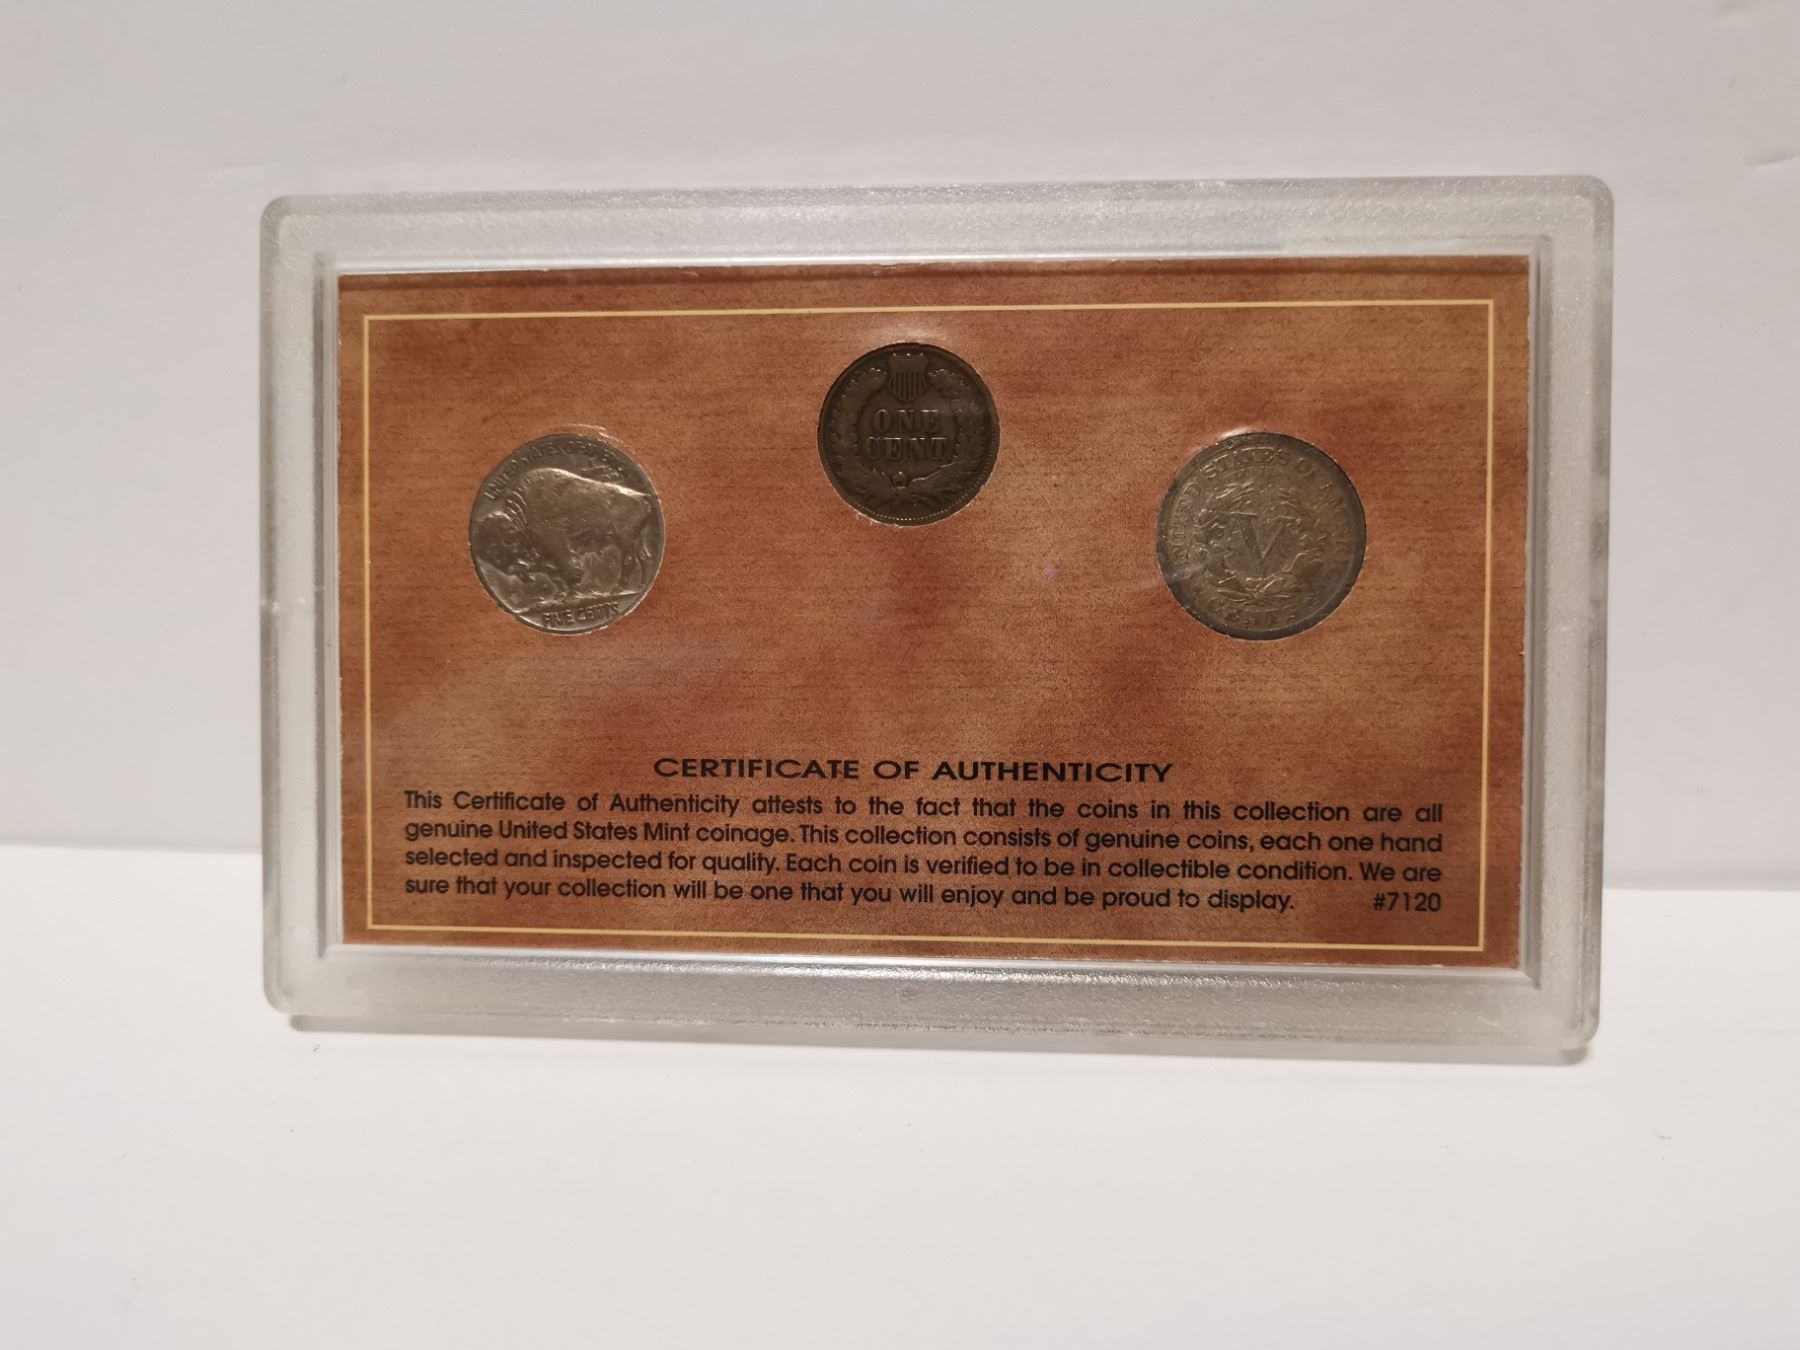 UNITED STATES OF
FIVE CENTS
ONE
CENT
UNITED STATES OF
V
CERTIFICATE OF AUTHENTICITY
This Certificate of Authenticity attests to the fact that the coins in this collection are all
genuine United States Mint coinage. This collection consists of genuine coins, each one hand
selected and inspected for quality. Each coin is verified to be in collectible condition. We are
sure that your collection will be one that you will enjoy and be proud to display. #7120